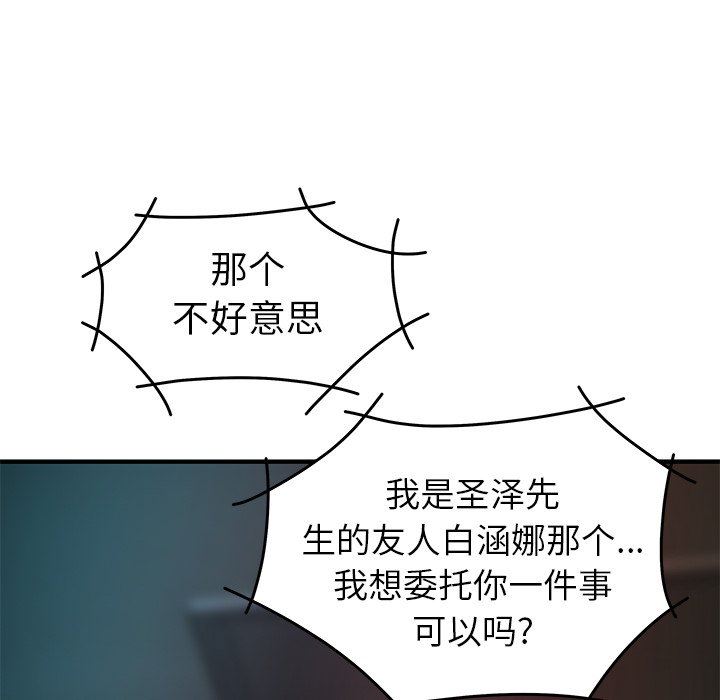 那个
不好意思
我是圣泽先
生的友人白涵娜那个...
我想委托你一件事
可以吗?